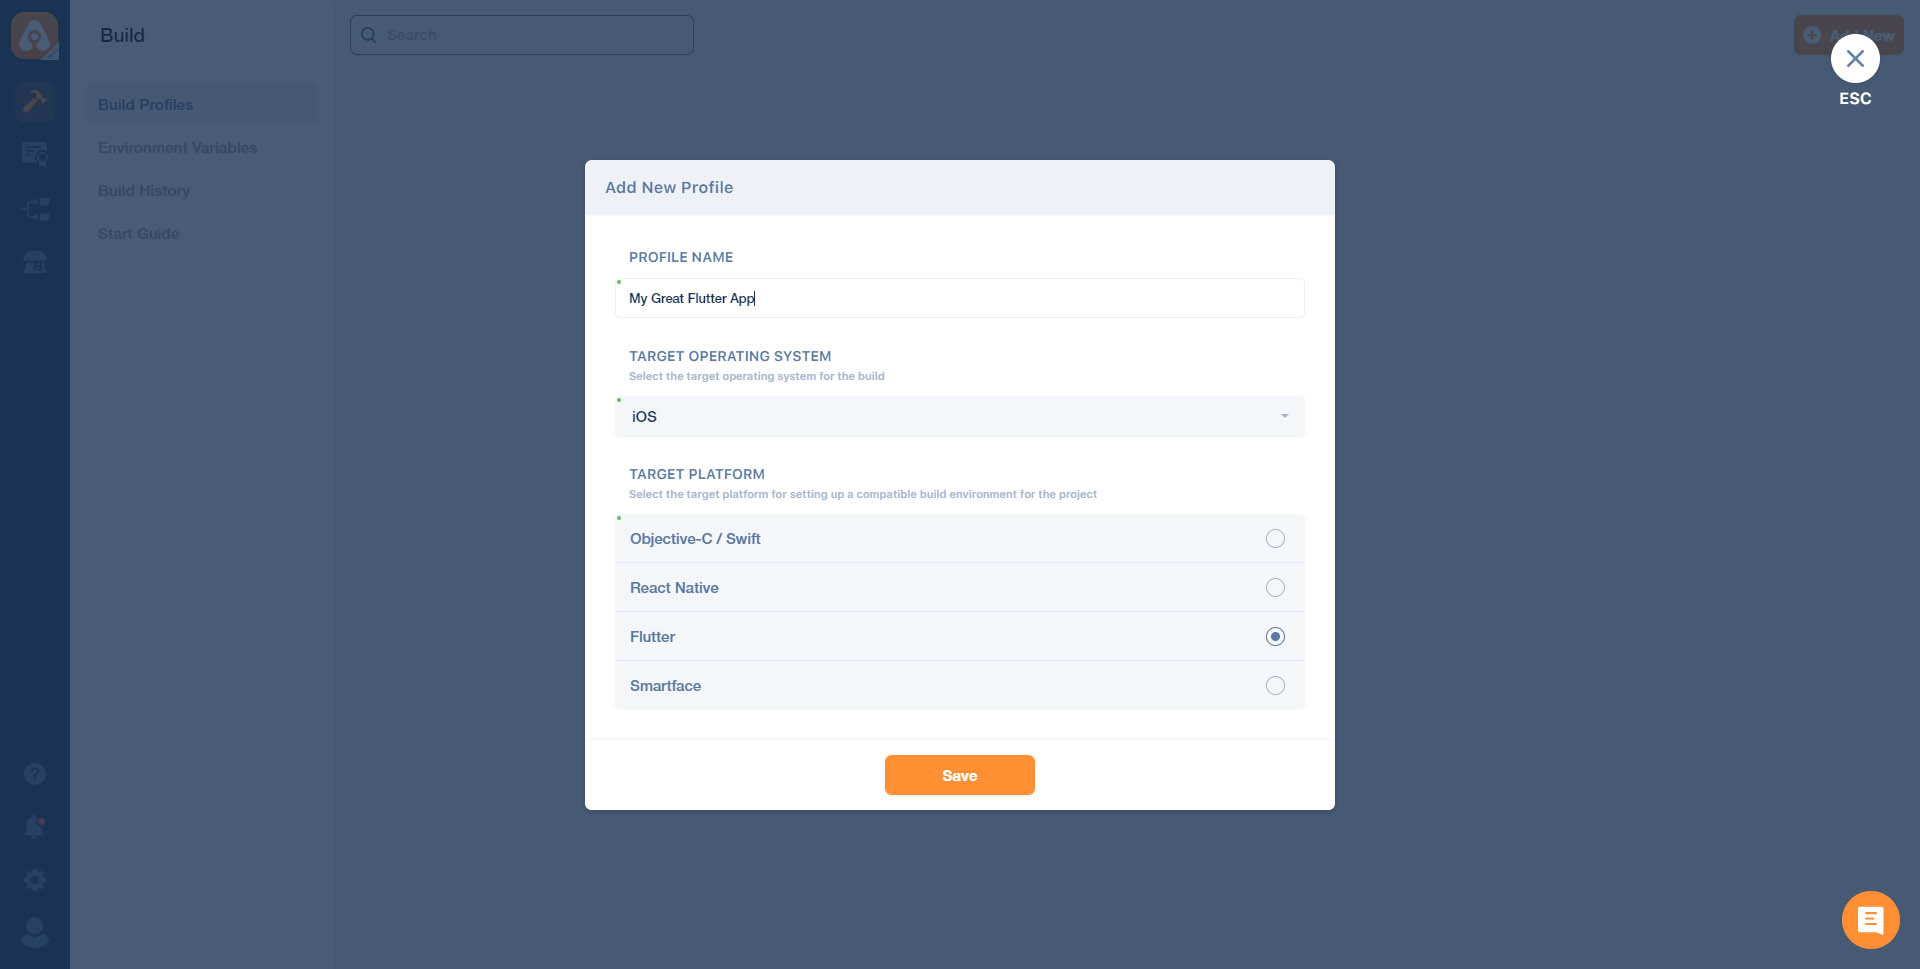 Build
Search
Add New
ESC
Build Profiles
Environment Variables
Build History
Start Guide
Add New Profile
PROFILE NAME
My Great Flutter App
TARGET OPERATING SYSTEM
Select the target operating system for the build
iOS
TARGET PLATFORM
Select the target platform for setting up a compatible build environment for the project
Objective-C / Swift
React Native
Flutter
Smartface
Save